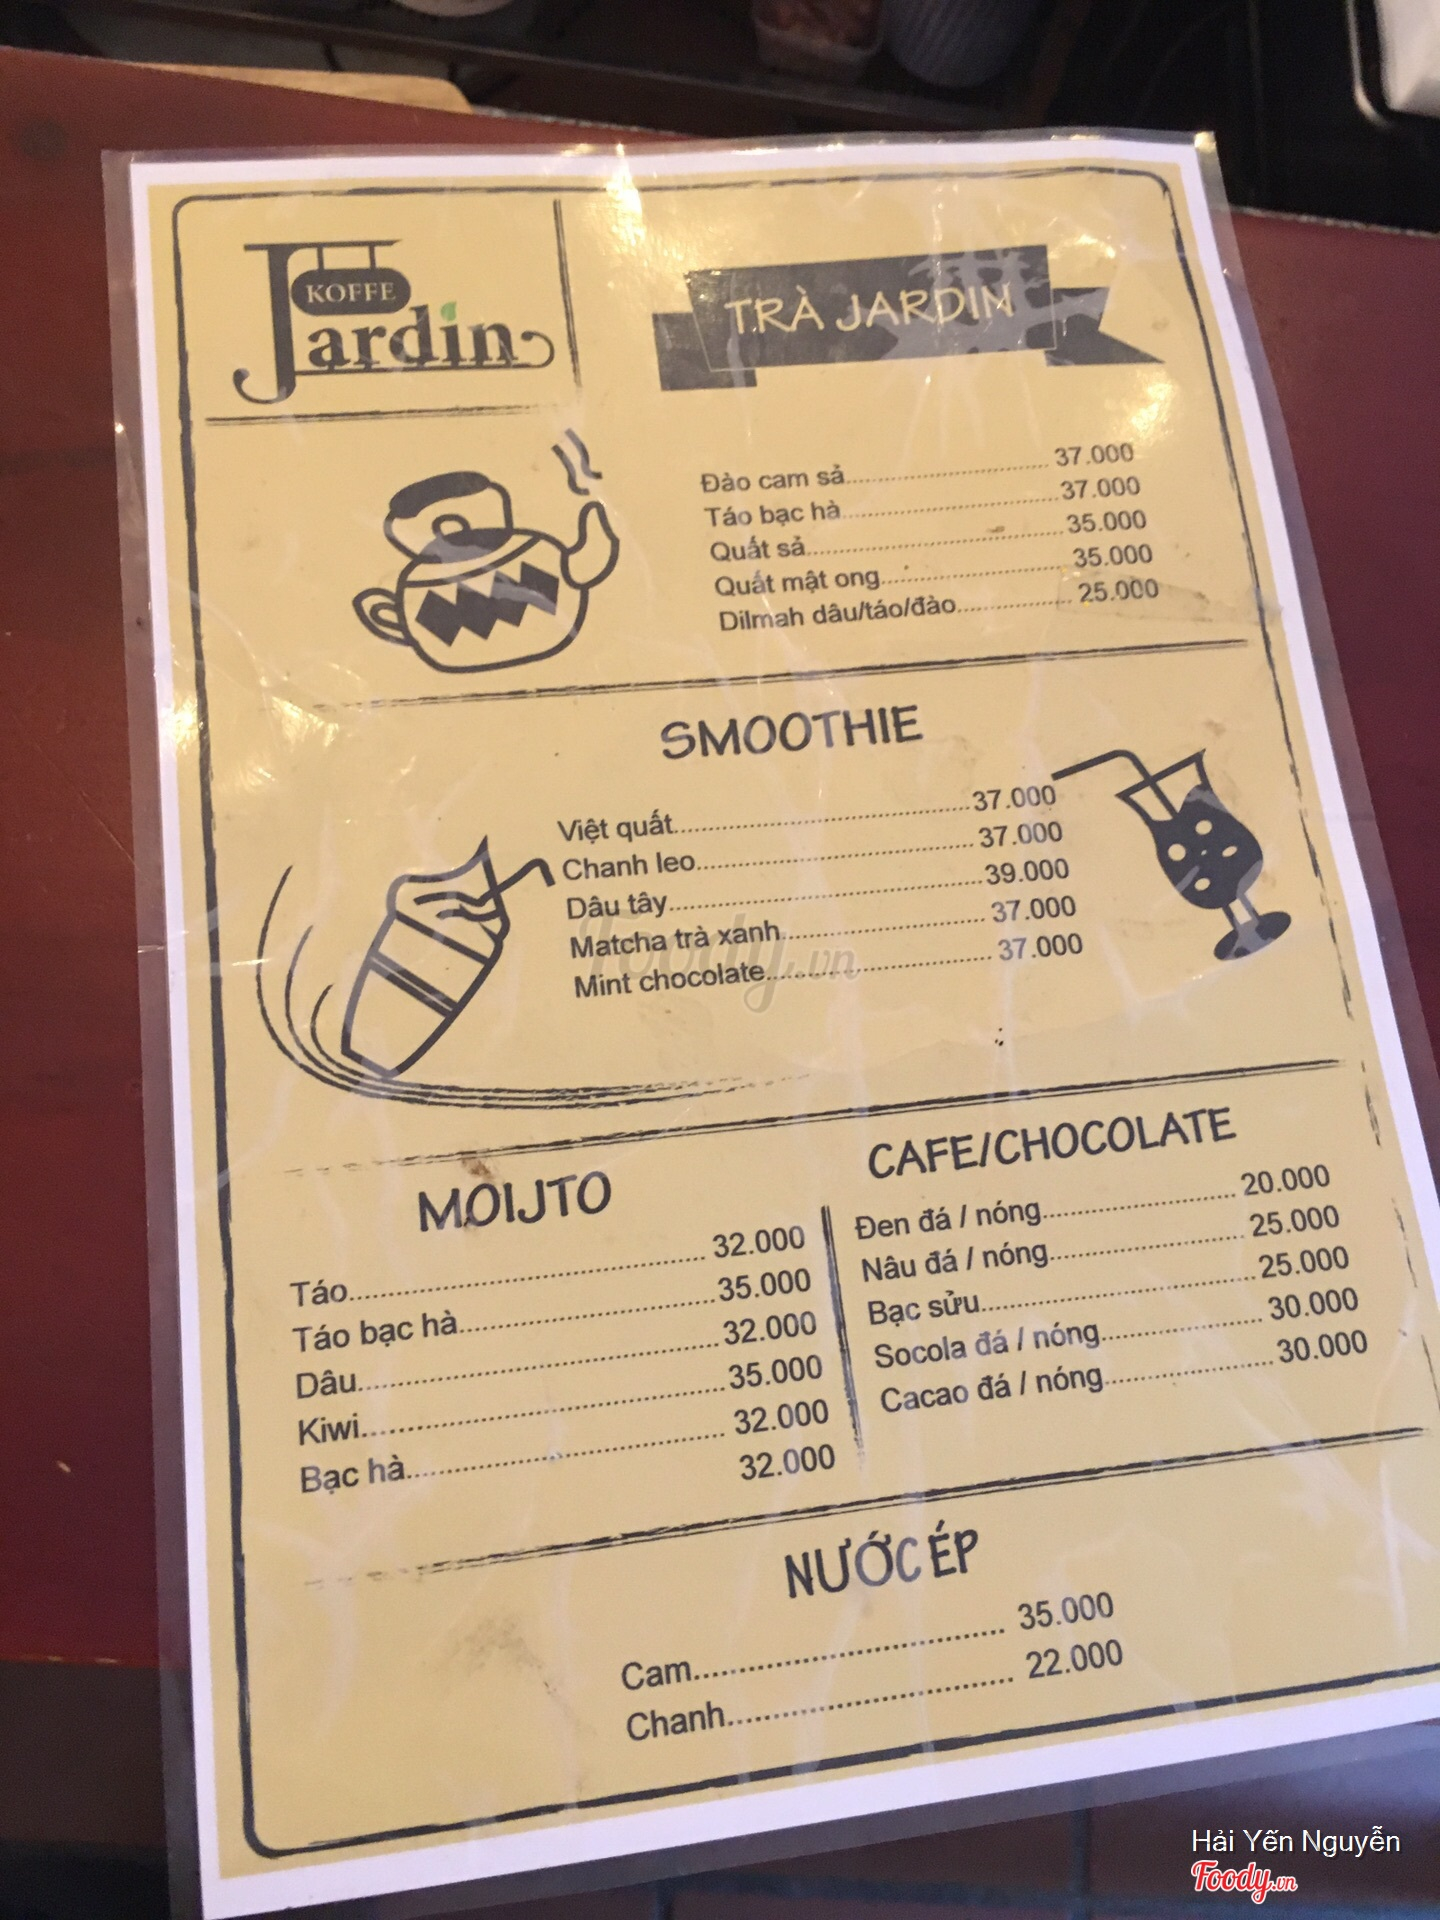 KOFFE
Jardin
TRÀ JARDIN
Đào cam sả........................ 37.000
Táo bạc hà........................ 37.000
Quất sả........................ 35.000
Quất mật ong........................ 35.000
Dilmah dâu/táo/đào........................ 25.000
SMOOTHIE
Việt quất........................ 37.000
Chanh leo........................ 37.000
Dâu tây........................ 39.000
Matcha trà xanh........................ 37.000
Mint chocolate........................ 37.000
Foody.vn
MOIJTO
Táo........................ 32.000
Táo bạc hà........................ 35.000
Dâu........................ 32.000
Kiwi........................ 35.000
Bạc hà........................ 32.000
32.000
CAFE/CHOCOLATE
Đen đá / nóng........................ 20.000
Nâu đá / nóng........................ 25.000
Bạc sửu........................ 25.000
Socola đá / nóng........................ 30.000
Cacao đá / nóng........................ 30.000
NƯỚC ÉP
Cam........................ 35.000
Chanh........................ 22.000
Hải Yến Nguyễn
Foody.vn